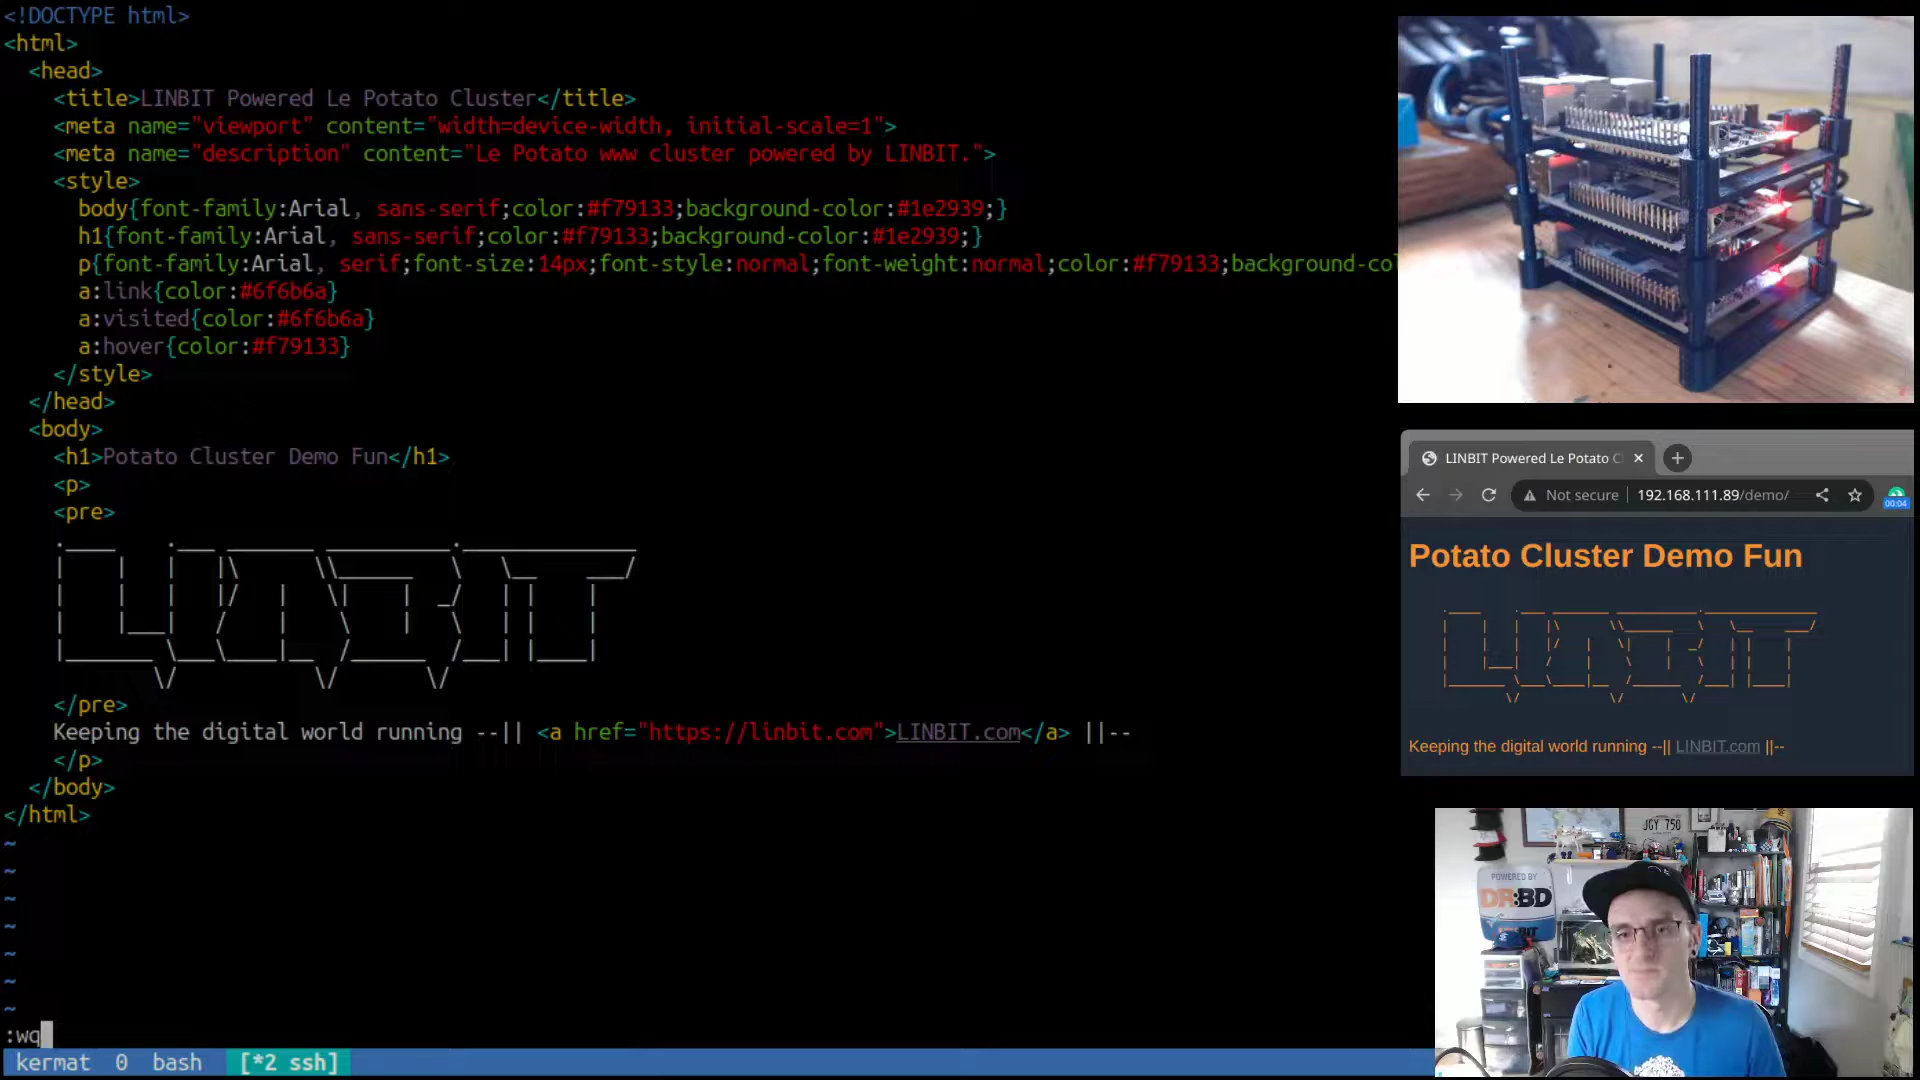 <!DOCTYPE html>
<html>
<head>
<title>LINBIT Powered Le Potato Cluster</title>
<meta name="viewport" content="width=device-width, initial-scale=1">
<meta name="description" content="Le Potato www cluster powered by LINBIT.">
<style>
body{font-family:Arial, sans-serif;color:#f79133;background-color:#1e2939;}
h1{font-family:Arial, sans-serif;color:#f79133;background-color:#1e2939;}
p{font-family:Arial, serif;font-size:14px;font-style:normal;font-weight:normal;color:#f79133;background-co
a:link{color:#6f6b6a}
a:visited{color:#6f6b6a}
a:hover{color:#f79133}
</style>
</head>
<body>
<h1>Potato Cluster Demo Fun</h1>
<p>
<pre>
LINBIT
</pre>
Keeping the digital world running --|| <a href="https://linbit.com">LINBIT.com</a> ||--
</p>
</body>
</html>
~
~
~
~
~
~
~
:wq
kermat 0 bash [*2 ssh]
LINBIT Powered Le Potato C
Not secure 192.168.111.89/demo/
00:04
Potato Cluster Demo Fun
LINBIT
Keeping the digital world running --|| LINBIT.com ||--
JGY 750
POWERED BY
DR:BD